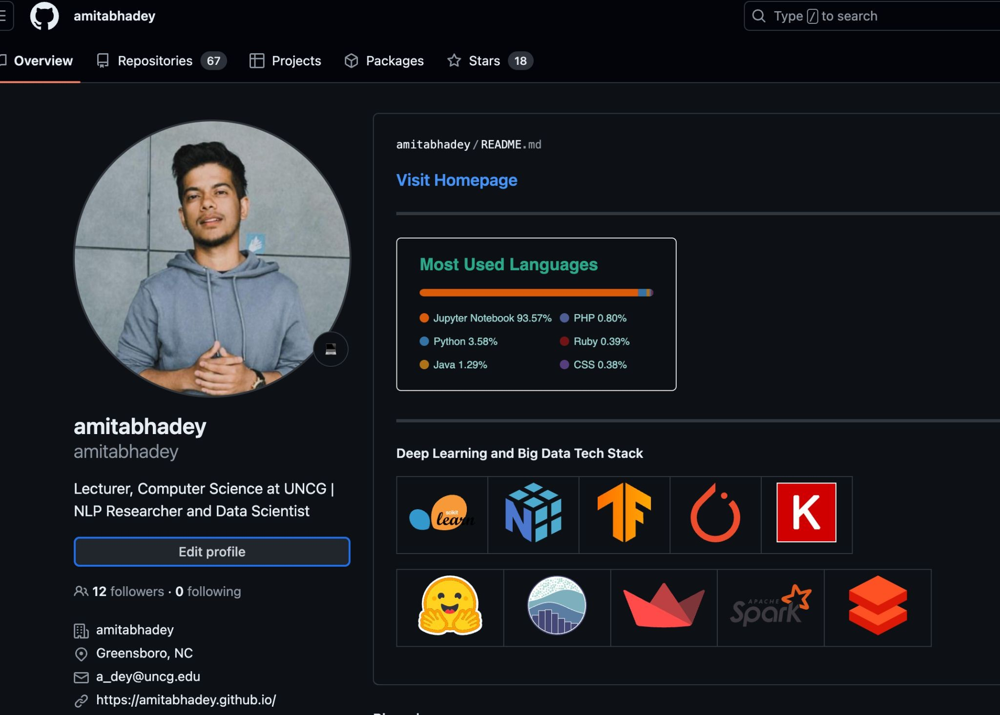 amitabhadey
Type / to search
Overview
Repositories 67
Projects
Packages
Stars 18
amitabhadey
amitabhadey
Lecturer, Computer Science at UNCG |
NLP Researcher and Data Scientist
Edit profile
12 followers · 0 following
amitabhadey
Greensboro, NC
a_dey@uncg.edu
https://amitabhadey.github.io/
amitabhadey/README.md
Visit Homepage
Most Used Languages
Jupyter Notebook 93.57%
PHP 0.80%
Python 3.58%
Ruby 0.39%
Java 1.29%
CSS 0.38%
Deep Learning and Big Data Tech Stack
scikit
learn
N
TF
K
APACHE
Spark